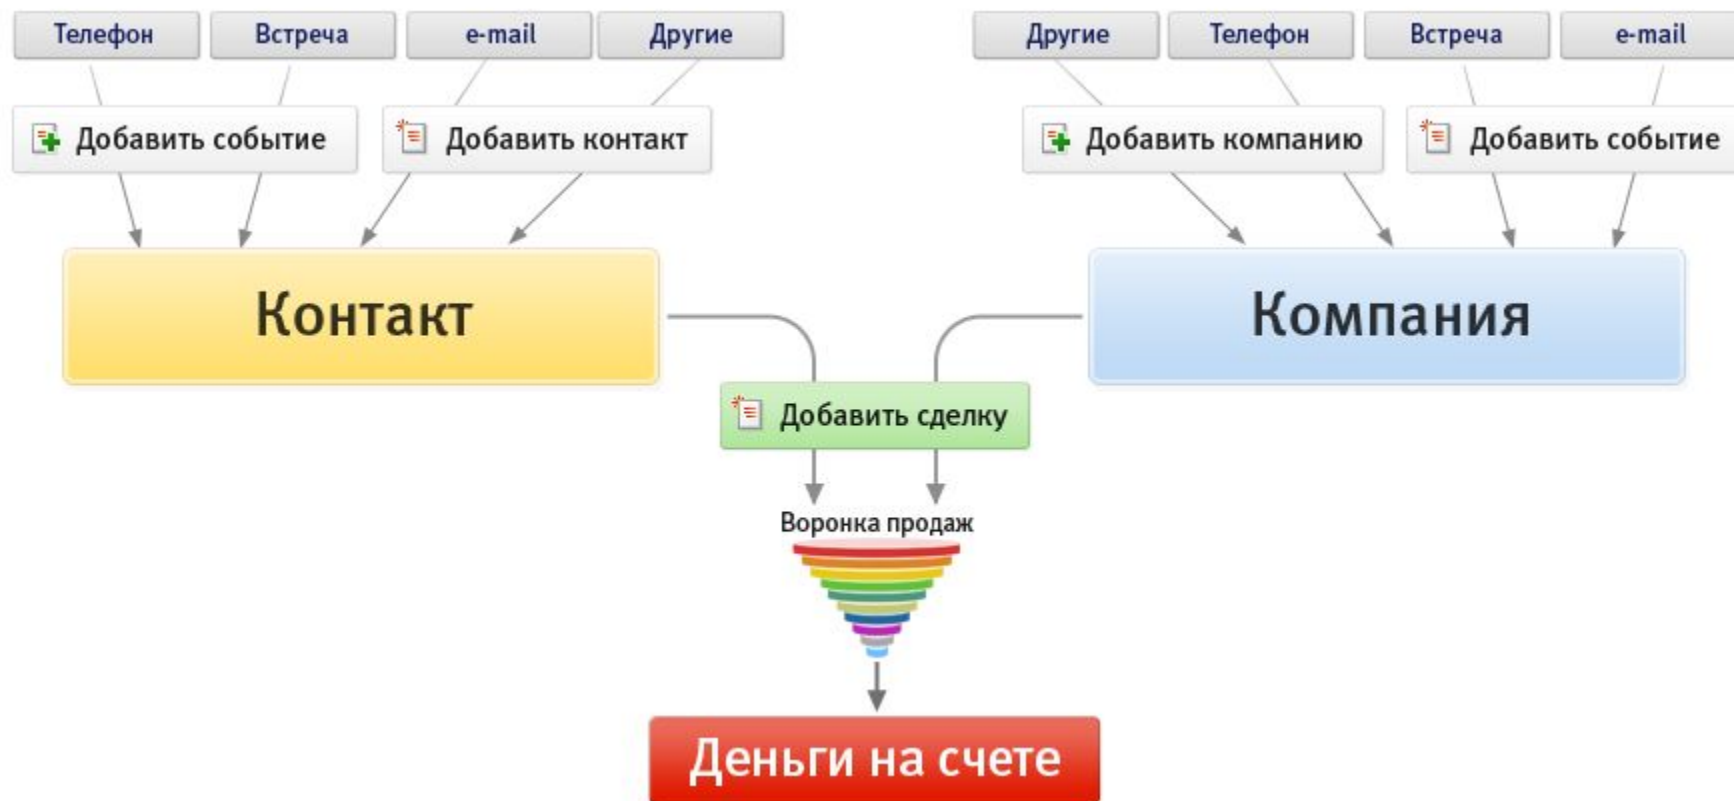 Телефон
Встреча
e-mail
Другие
Другие
Телефон
Встреча
e-mail
Добавить событие
Добавить контакт
Добавить компанию
Добавить событие
Контакт
Компания
Добавить сделку
Воронка продаж
Деньги на счете